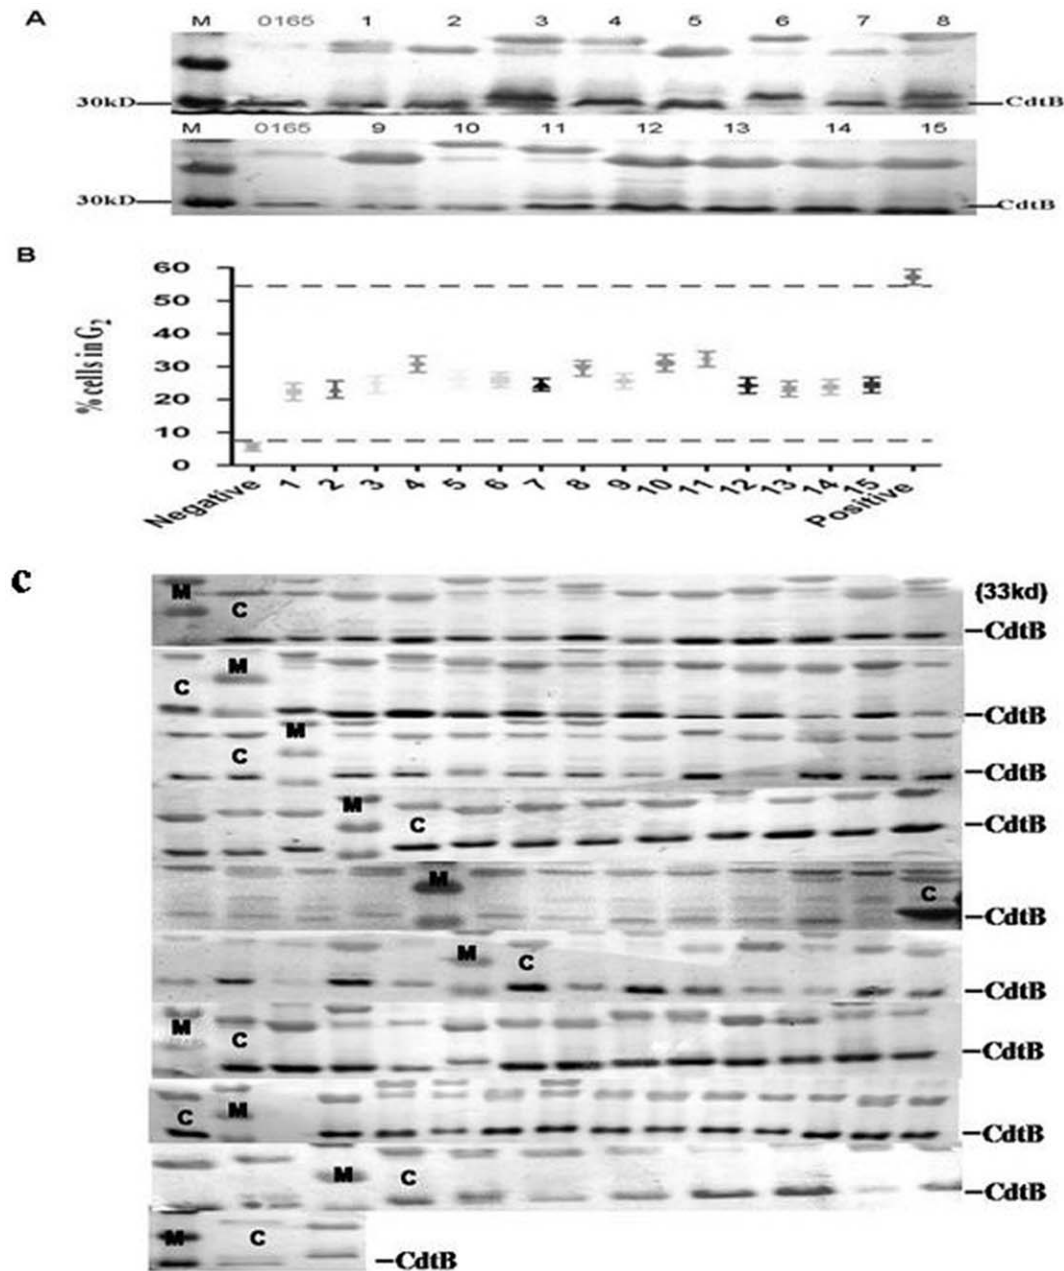 A
M 0165 1 2 3 4 5 6 7 8
30kD CdtB
M 0165 9 10 11 12 13 14 15
30kD CdtB
B
60
50
40
30
20
10
0
% cells in G2
Negative 1 2 3 4 5 6 7 8 9 10 11 12 13 14 15 Positive
C
M C (33kd)
CdtB
C M
CdtB
C M
CdtB
M C
CdtB
M C
CdtB
M C
CdtB
M C
CdtB
C M
CdtB
M C
CdtB
M C
CdtB